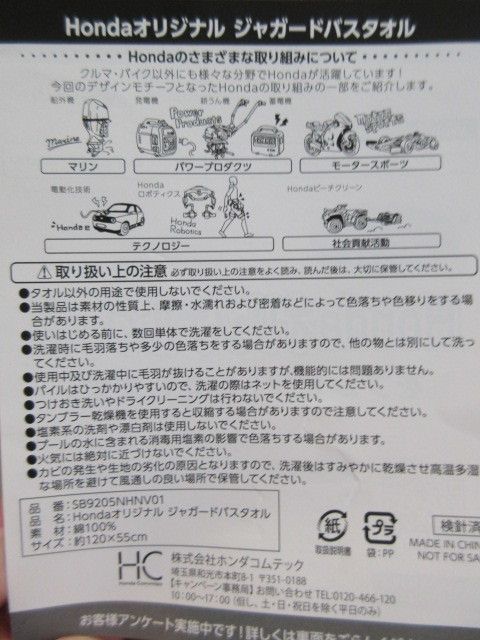 Hondaオリジナル ジャガードバスタオル
Hondaのさまざまな取り組みについて
クルマ・バイク以外にも様々な分野でHondaが活躍しています!
今回のデザインモチーフとなったHondaの取り組みの一部をご紹介します。
船外機 発電機 耕うん機 蓄電機
Marine Power Products Motor Sports
マリン パワープロダクツ モータースポーツ
電動化技術 Honda ロボティクス Hondaビーチクリーン
Honda e Honda Robotics
テクノロジー 社会貢献活動
取り扱い上の注意 必ず取り扱い上の注意をよく読み、読んだ後は、大切に保管してください。
●タオル以外の用途で使用しないでください。
●当製品は素材の性質上、摩擦・水濡れおよび密着などによって色落ちや色移りをする場
合があります。
●使いはじめる前に、数回単体で洗濯をしてください。
●洗濯時に毛羽落ちや多少の色落ちをする場合がありますので、他の物とは別にして洗っ
てください。
●使用中及び洗濯中に毛羽が抜けることがありますが、機能的には問題ありません。
●パイルはひっかかりやすいので、洗濯の際はネットを使用してください。
●つけおき洗いやドライクリーニングは行わないでください。
●タンブラー乾燥機を使用すると収縮する場合がありますので注意してください。
●塩素系の洗剤や漂白剤は使用しないでください。
●プールの水に含まれる消毒用塩素の影響で色落ちする場合があります。
●火気には絶対に近づけないでください。
●カビの発生や生地の劣化の原因となりますので、洗濯後はすみやかに乾燥させ高温多湿
な場所を避けて風通しの良い場所で保管してください。
品番:SB9205NHNV01
品名:Hondaオリジナル ジャガードバスタオル
素材:綿100%
サイズ:約120×55cm
紙 取扱説明書
プラ 袋:PP
検針済
MADE IN CHIN
NOT FOR SA
HC
株式会社ホンダコムテック
埼玉県和光市本町8-1 〒351-0188
【キャンペーン事務局】お問い合わせ TEL:0120-466-120
10:00〜17:00 (但し、土・日・祝日を除く平日のみ)
お客様アンケート実施中です!詳しくは裏面を